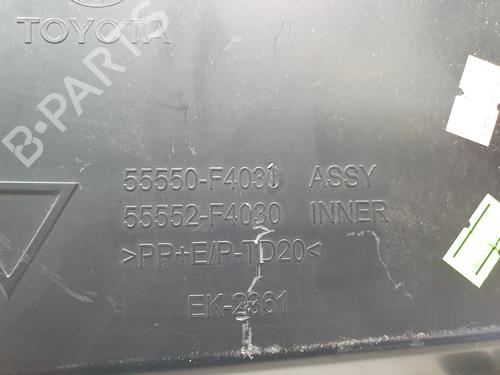 TOYOTA
B-PARTS
55550-F4030 ASSY
55552-F4030 INNER
>PP+E/P-TD20<
EK-2361